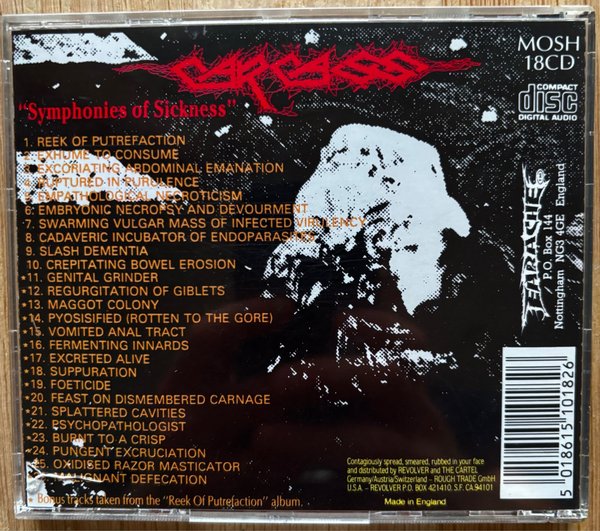 CARCASS
MOSH
18CD
COMPACT
disc
DIGITAL AUDIO
"Symphonies of Sickness"
1. REEK OF PUTREFACTION
2. EXHUME TO CONSUME
3. EXCORIATING ABDOMINAL EMANATION
4. RUPTURED IN PURULENCE
5. EMPATHOLOGICAL NECROTICISM
6. EMBRYONIC NECROPSY AND DEVOURMENT
7. SWARMING VULGAR MASS OF INFECTED VIRULENCY
8. CADAVERIC INCUBATOR OF ENDOPARASITES
9. SLASH DEMENTIA
10. CREPITATING BOWEL EROSION
*11. GENITAL GRINDER
*12. REGURGITATION OF GIBLETS
*13. MAGGOT COLONY
*14. PYOSISIFIED (ROTTEN TO THE GORE)
*15. VOMITED ANAL TRACT
*16. FERMENTING INNARDS
*17. EXCRETED ALIVE
*18. SUPPURATION
*19. FOETICIDE
*20. FEAST ON DISMEMBERED CARNAGE
*21. SPLATTERED CAVITIES
*22. PSYCHOPATHOLOGIST
*23. BURNT TO A CRISP
*24. PUNGENT EXCRUCIATION
*25. OXIDISED RAZOR MASTICATOR
MALIGNANT DEFECATION
Bonus tracks taken from the "Reek Of Putrefaction" album.
EARACHE
P.O. Box 144
Nottingham NG3 4GE England
5 018615 101826
Contagiously spread, smeared, rubbed in your face
and distributed by REVOLVER and THE CARTEL
Germany/Austria/Switzerland - ROUGH TRADE GmbH
U.S.A. - REVOLVER P.O. BOX 421410, S.F. CA. 94101
Made in England